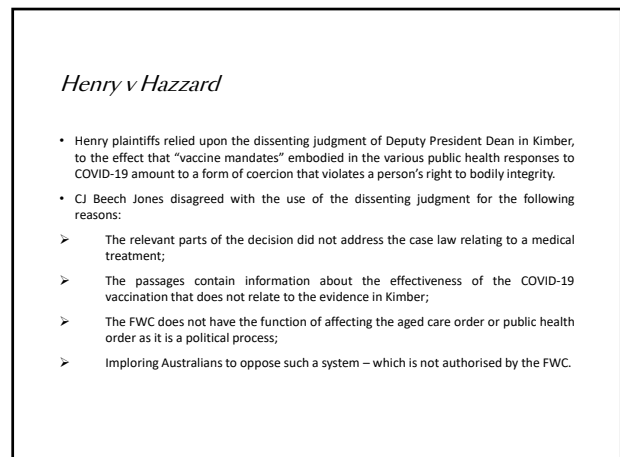 Henry v Hazzard
• Henry plaintiffs relied upon the dissenting judgment of Deputy President Dean in Kimber,
to the effect that “vaccine mandates” embodied in the various public health responses to
COVID-19 amount to a form of coercion that violates a person’s right to bodily integrity.
• CJ Beech Jones disagreed with the use of the dissenting judgment for the following
reasons:
➢ The relevant parts of the decision did not address the case law relating to a medical
treatment;
➢ The passages contain information about the effectiveness of the COVID-19
vaccination that does not relate to the evidence in Kimber;
➢ The FWC does not have the function of affecting the aged care order or public health
order as it is a political process;
➢ Imploring Australians to oppose such a system – which is not authorised by the FWC.